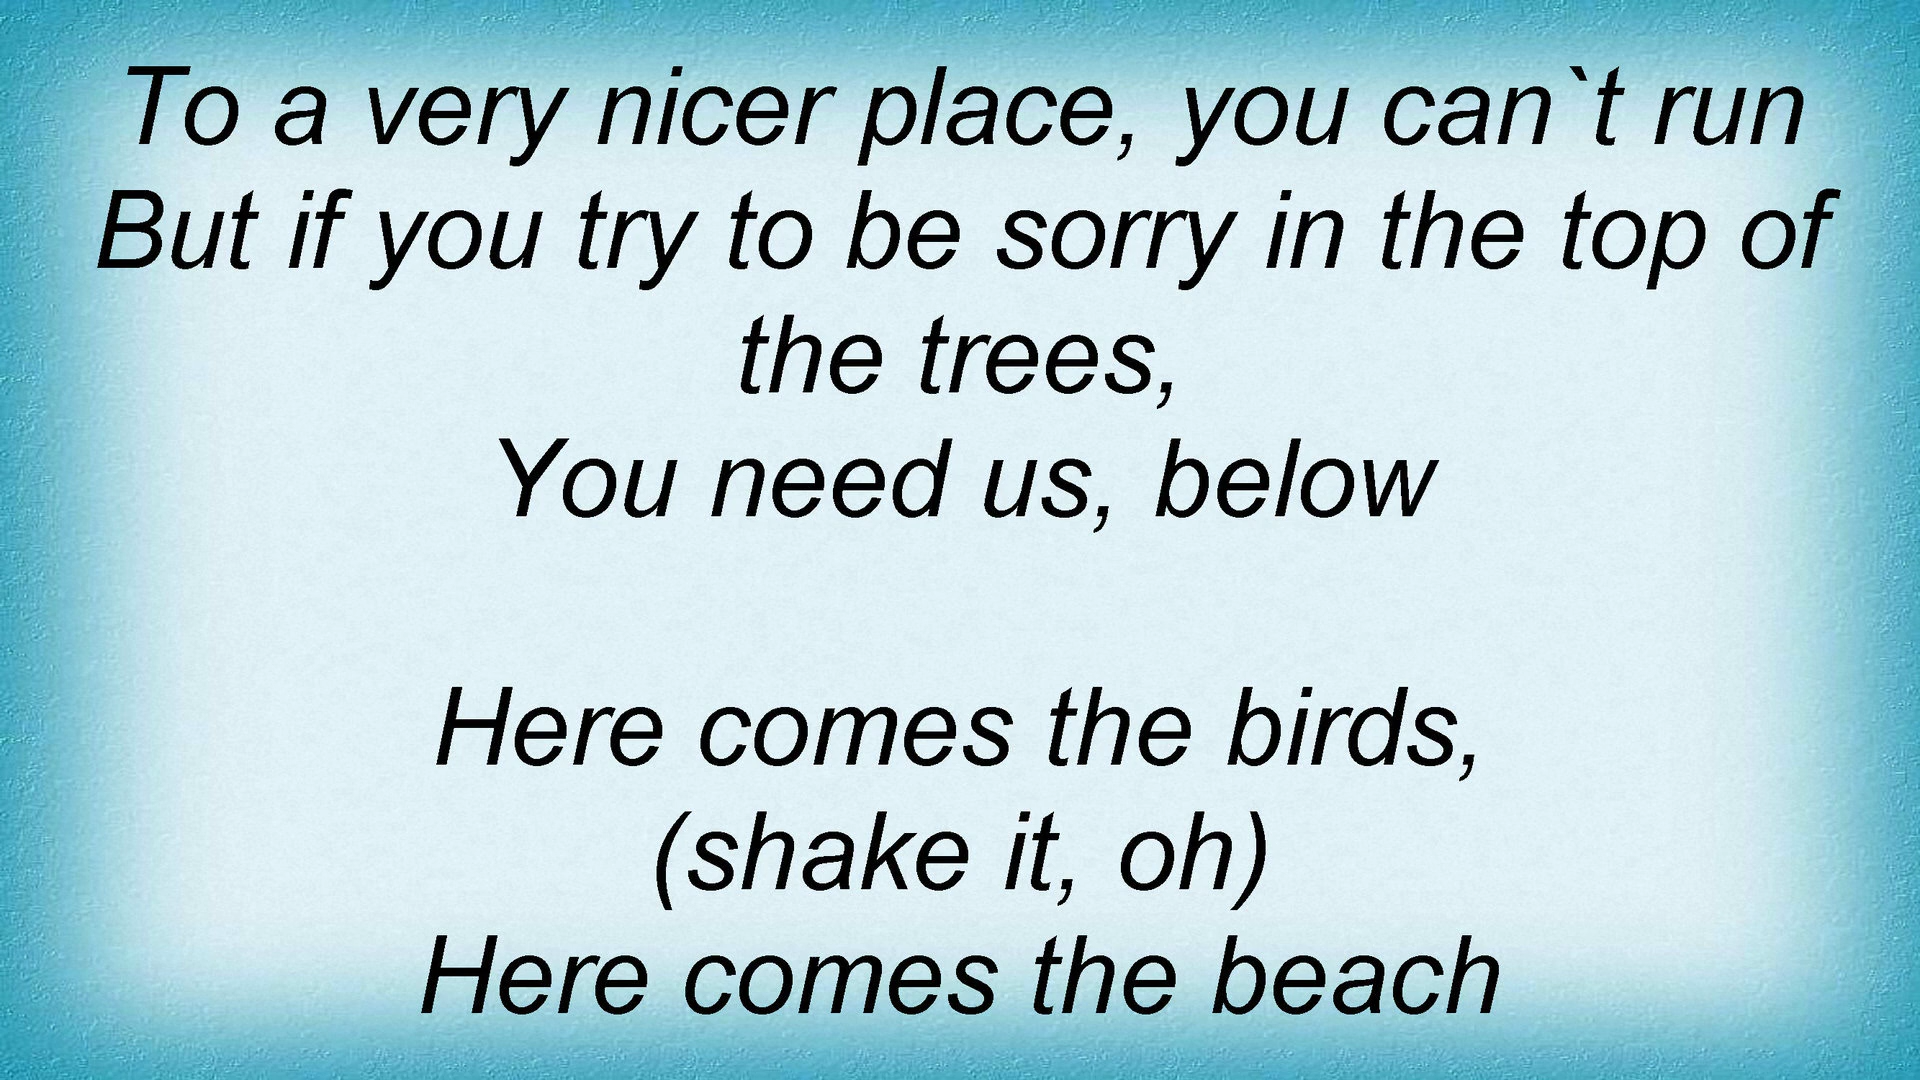 To a very nicer place, you can`t run
But if you try to be sorry in the top of
the trees,
You need us, below
Here comes the birds,
(shake it, oh)
Here comes the beach